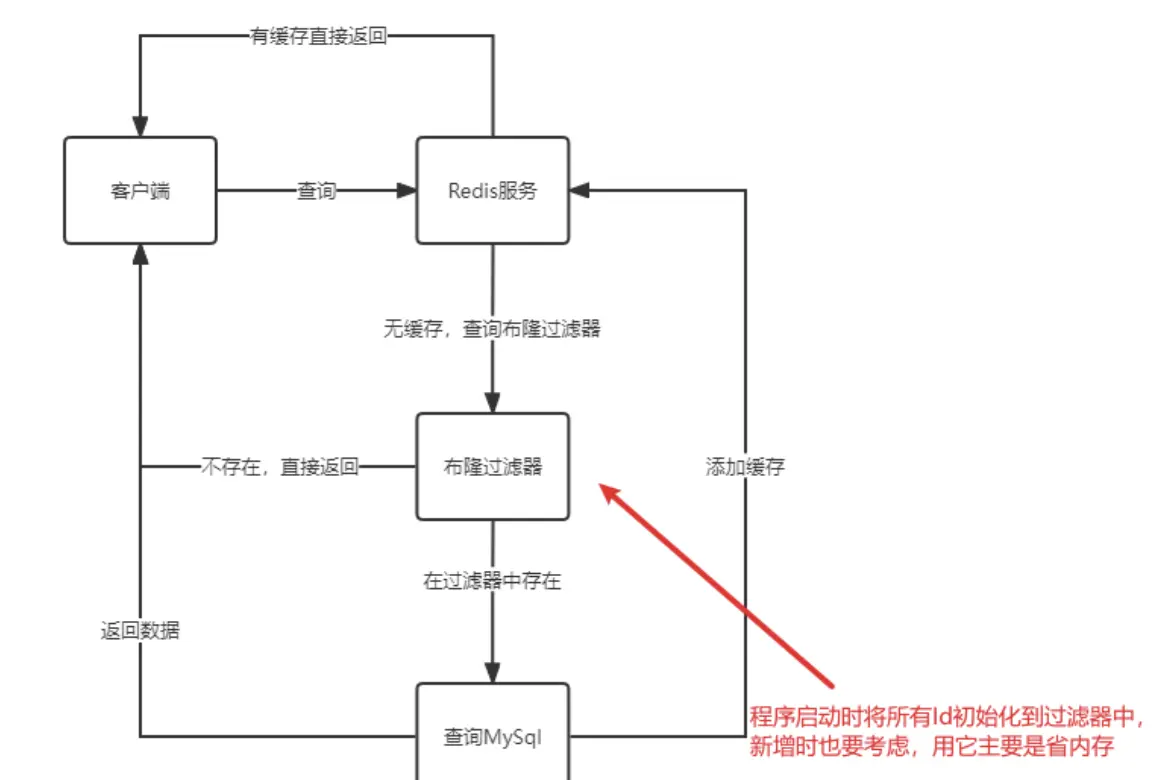 有缓存直接返回
客户端
查询
Redis服务
无缓存，查询布隆过滤器
不存在，直接返回
布隆过滤器
添加缓存
在过滤器中存在
返回数据
查询MySql
程序启动时将所有Id初始化到过滤器中，
新增时也要考虑，用它主要是省内存